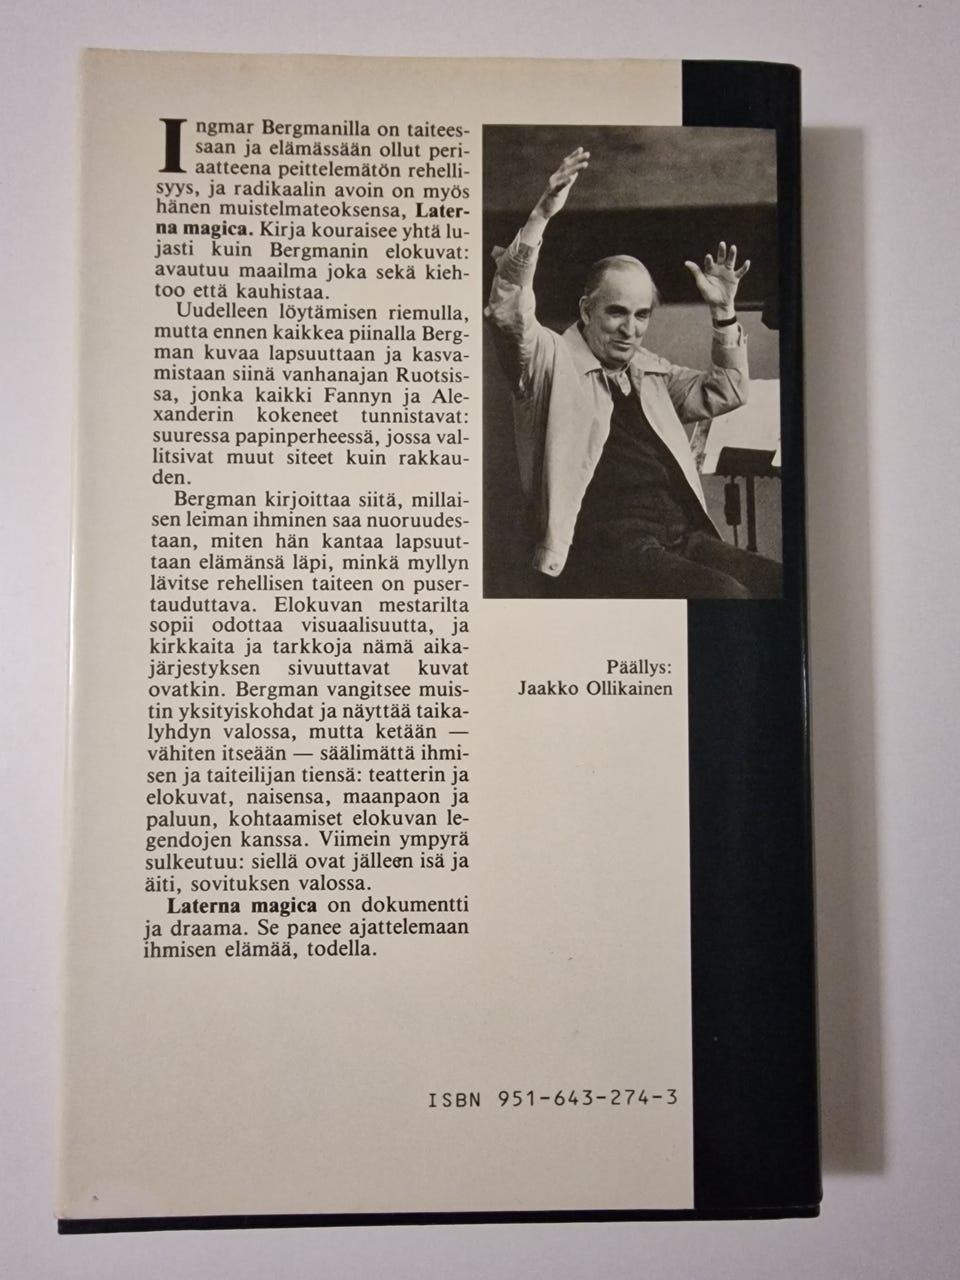 Ingmar Bergmanilla on taitees-
saan ja elämässään ollut peri-
aatteena peittelemätön rehelli-
syys, ja radikaalin avoin on myös
hänen muistelmateoksensa, Later-
na magica. Kirja kouraisee yhtä lu-
jasti kuin Bergmanin elokuvat:
avautuu maailma joka sekä kieh-
too että kauhistaa.
Uudelleen löytämisen riemulla,
mutta ennen kaikkea piinalla Berg-
man kuvaa lapsuuttaan ja kasva-
mistaan siinä vanhanajan Ruotsis-
sa, jonka kaikki Fannyn ja Ale-
xanderin kokeneet tunnistavat:
suuressa papinperheessä, jossa val-
litsivat muut siteet kuin rakkau-
den.
Bergman kirjoittaa siitä, millai-
sen leiman ihminen saa nuoruudes-
taan, miten hän kantaa lapsuut-
taan elämänsä läpi, minkä myllyn
lävitse rehellisen taiteen on puser-
tauduttava. Elokuvan mestarilta
sopii odottaa visuaalisuutta, ja
kirkkaita ja tarkkoja nämä aika-
järjestyksen sivuuttavat kuvat
ovatkin. Bergman vangitsee muis-
tin yksityiskohdat ja näyttää taika-
lyhdyn valossa, mutta ketään —
vähiten itseään — säälimättä ihmi-
sen ja taiteilijan tiensä: teatterin ja
elokuvat, naisensa, maanpaon ja
paluun, kohtaamiset elokuvan le-
gendojen kanssa. Viimein ympyrä
sulkeutuu: siellä ovat jälleen isä ja
äiti, sovituksen valossa.
Laterna magica on dokumentti
ja draama. Se panee ajattelemaan
ihmisen elämää, todella.
Päällys:
Jaakko Ollikainen
ISBN 951-643-274-3